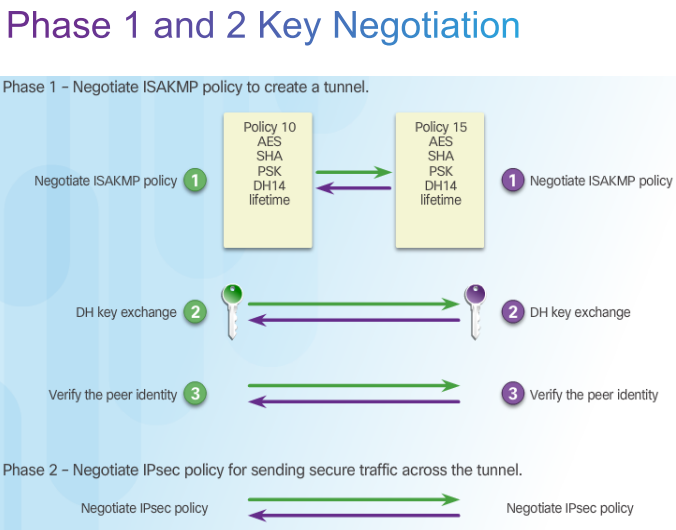 Phase 1 and 2 Key Negotiation
Phase 1 – Negotiate ISAKMP policy to create a tunnel.
Policy 10
AES
SHA
PSK
DH14
lifetime
Policy 15
AES
SHA
PSK
DH14
lifetime
Negotiate ISAKMP policy 1
1 Negotiate ISAKMP policy
DH key exchange 2
2 DH key exchange
Verify the peer identity 3
3 Verify the peer identity
Phase 2 – Negotiate IPsec policy for sending secure traffic across the tunnel.
Negotiate IPsec policy
Negotiate IPsec policy